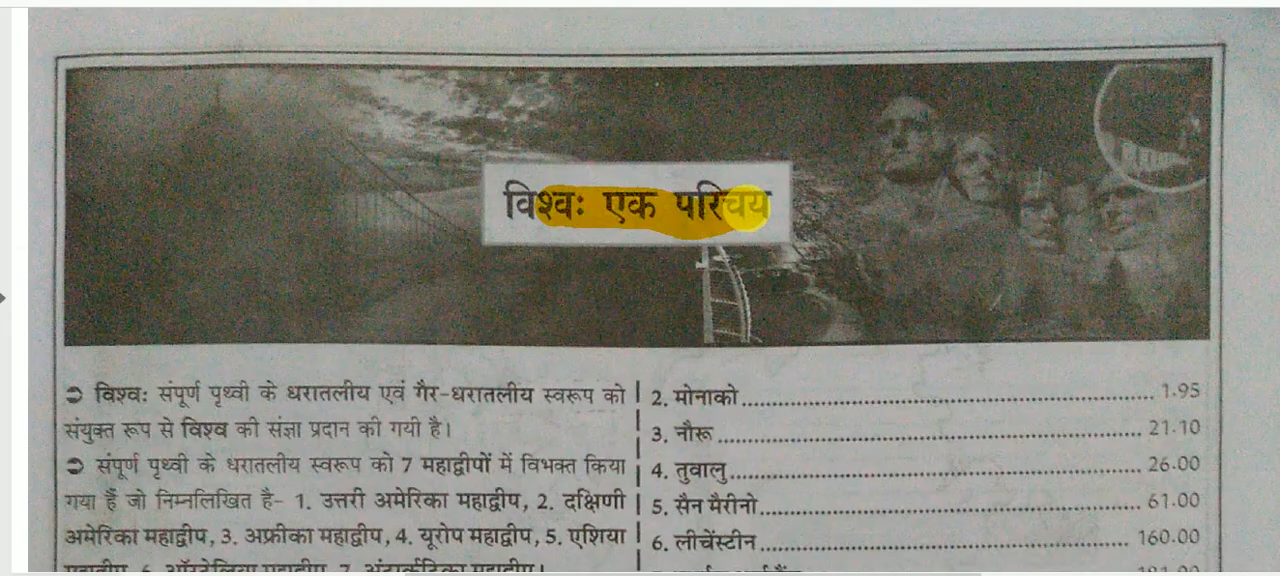 विश्वः एक परिचय
➲ विश्वः संपूर्ण पृथ्वी के धरातलीय एवं गैर-धरातलीय स्वरूप को
संयुक्त रूप से विश्व की संज्ञा प्रदान की गयी है।
➲ संपूर्ण पृथ्वी के धरातलीय स्वरूप को 7 महाद्वीपों में विभक्त किया
गया हैं जो निम्नलिखित है- 1. उत्तरी अमेरिका महाद्वीप, 2. दक्षिणी
अमेरिका महाद्वीप, 3. अफ्रीका महाद्वीप, 4. यूरोप महाद्वीप, 5. एशिया
महाद्वीप, 6. ऑस्ट्रेलिया महाद्वीप, 7. अंटार्कटिका महाद्वीप।
2. मोनाको 1.95
3. नौरू 21.10
4. तुवालु 26.00
5. सैन मैरीनो 61.00
6. लीचेंस्टीन 160.00
181.00